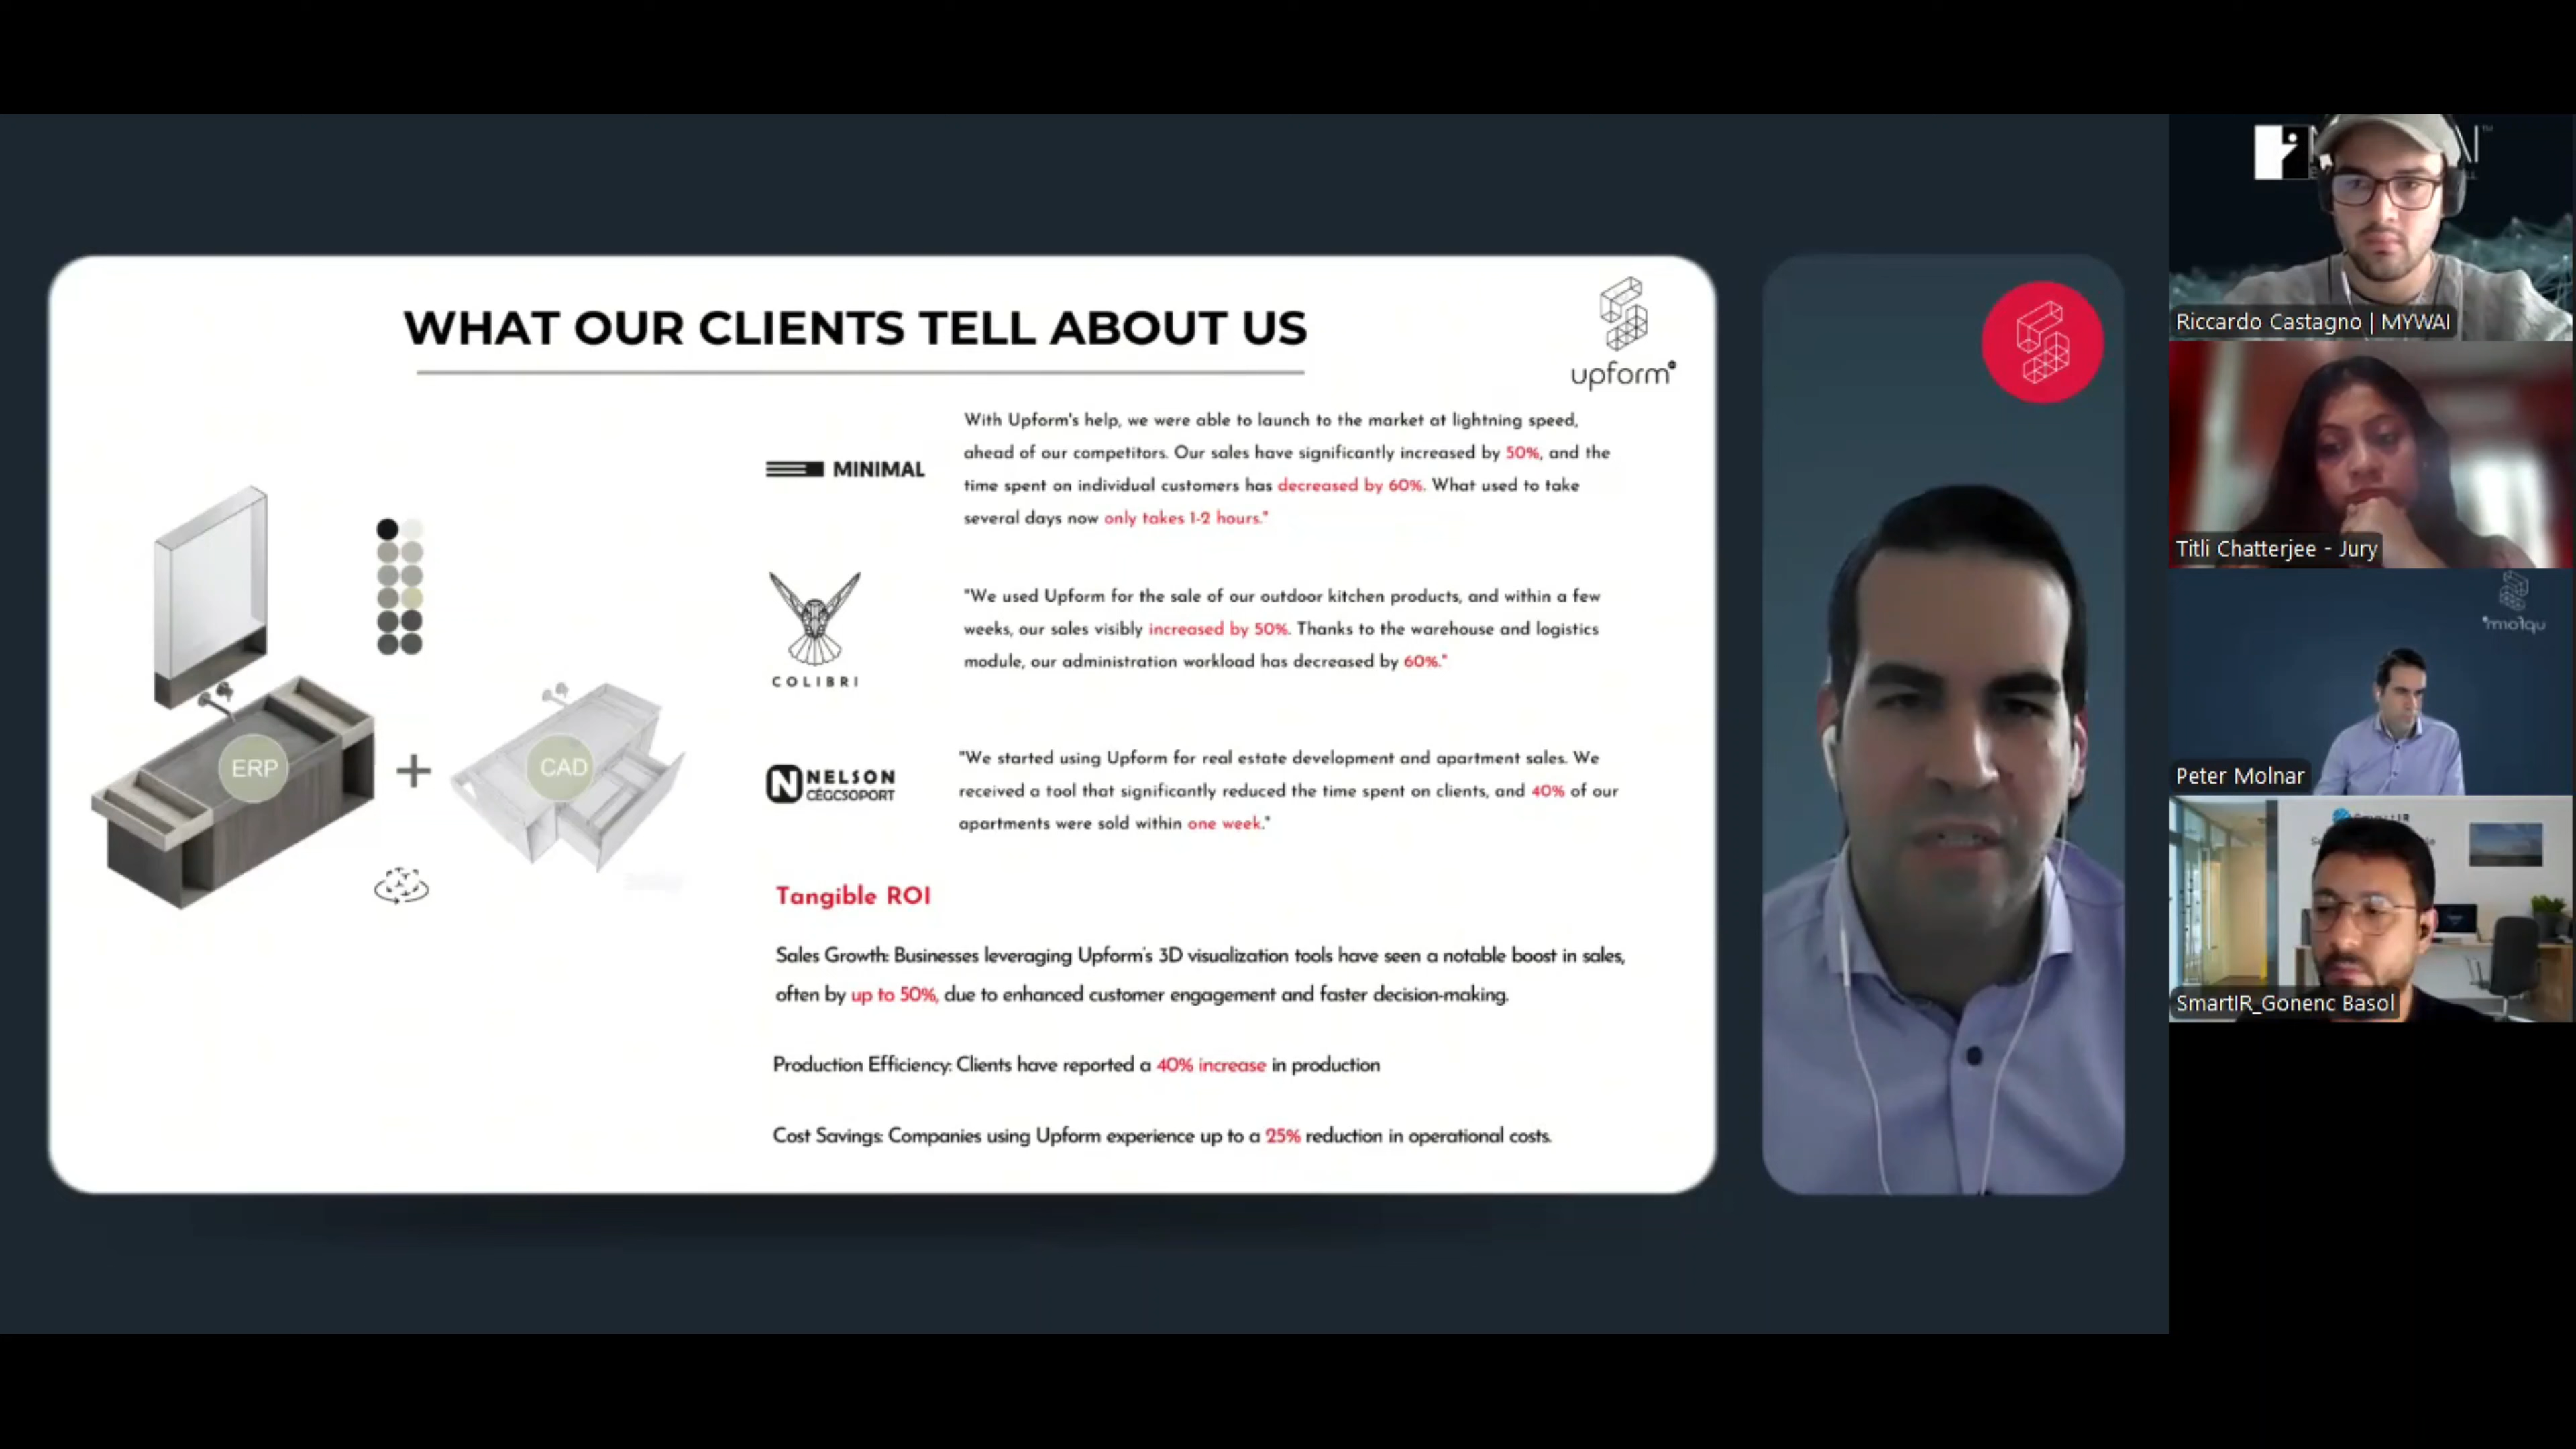 WHAT OUR CLIENTS TELL ABOUT US
upform
MINIMAL
With Upform's help, we were able to launch to the market at lightning speed,
ahead of our competitors. Our sales have significantly increased by 50%, and the
time spent on individual customers has decreased by 60%. What used to take
several days now only takes 1-2 hours."
COLIBRI
"We used Upform for the sale of our outdoor kitchen products, and within a few
weeks, our sales visibly increased by 50%. Thanks to the warehouse and logistics
module, our administration workload has decreased by 60%."
ERP
+
CAD
N NELSON
CÉGCSOPORT
"We started using Upform for real estate development and apartment sales. We
received a tool that significantly reduced the time spent on clients, and 40% of our
apartments were sold within one week."
Tangible ROI
Sales Growth: Businesses leveraging Upform's 3D visualization tools have seen a notable boost in sales,
often by up to 50%, due to enhanced customer engagement and faster decision-making.
Production Efficiency: Clients have reported a 40% increase in production
Cost Savings: Companies using Upform experience up to a 25% reduction in operational costs.
Riccardo Castagno | MYWAI
Titli Chatterjee - Jury
upform
Peter Molnar
SmartIR_Gonenc Basol